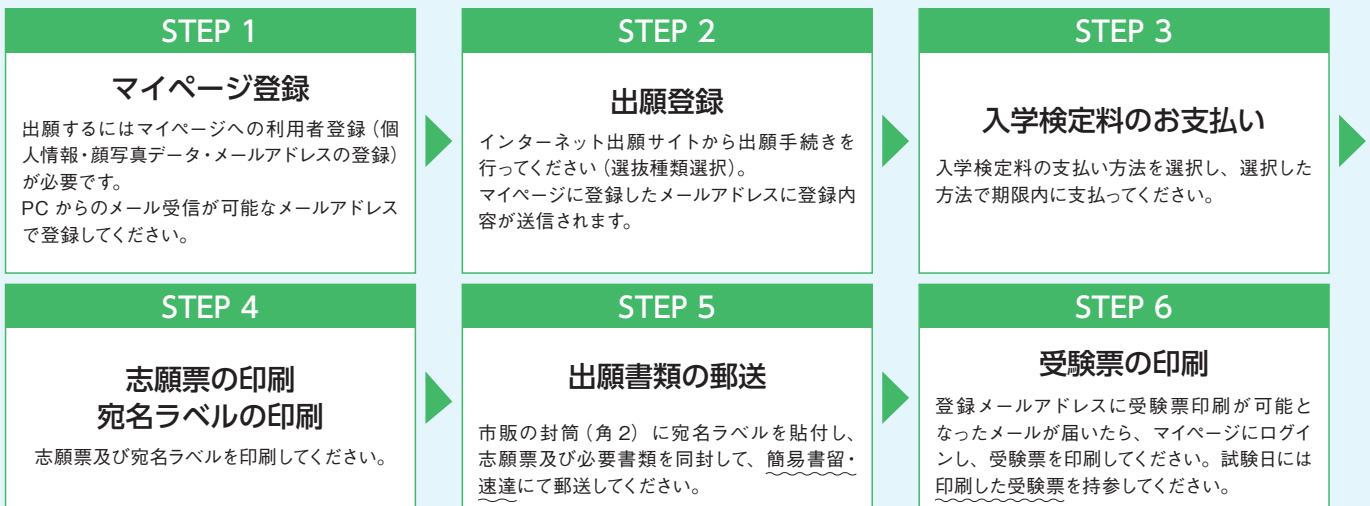 STEP 1
マイページ登録
出願するにはマイページへの利用者登録（個
人情報・顔写真データ・メールアドレスの登録）
が必要です。
PC からのメール受信が可能なメールアドレス
で登録してください。
STEP 2
出願登録
インターネット出願サイトから出願手続きを
行ってください（選抜種類選択）。
マイページに登録したメールアドレスに登録内
容が送信されます。
STEP 3
入学検定料のお支払い
入学検定料の支払い方法を選択し、選択した
方法で期限内に支払ってください。
STEP 4
志願票の印刷
宛名ラベルの印刷
志願票及び宛名ラベルを印刷してください。
STEP 5
出願書類の郵送
市販の封筒（角 2）に宛名ラベルを貼付し、
志願票及び必要書類を同封して、簡易書留・
速達にて郵送してください。
STEP 6
受験票の印刷
登録メールアドレスに受験票印刷が可能と
なったメールが届いたら、マイページにログイ
ンし、受験票を印刷してください。試験日には
印刷した受験票を持参してください。